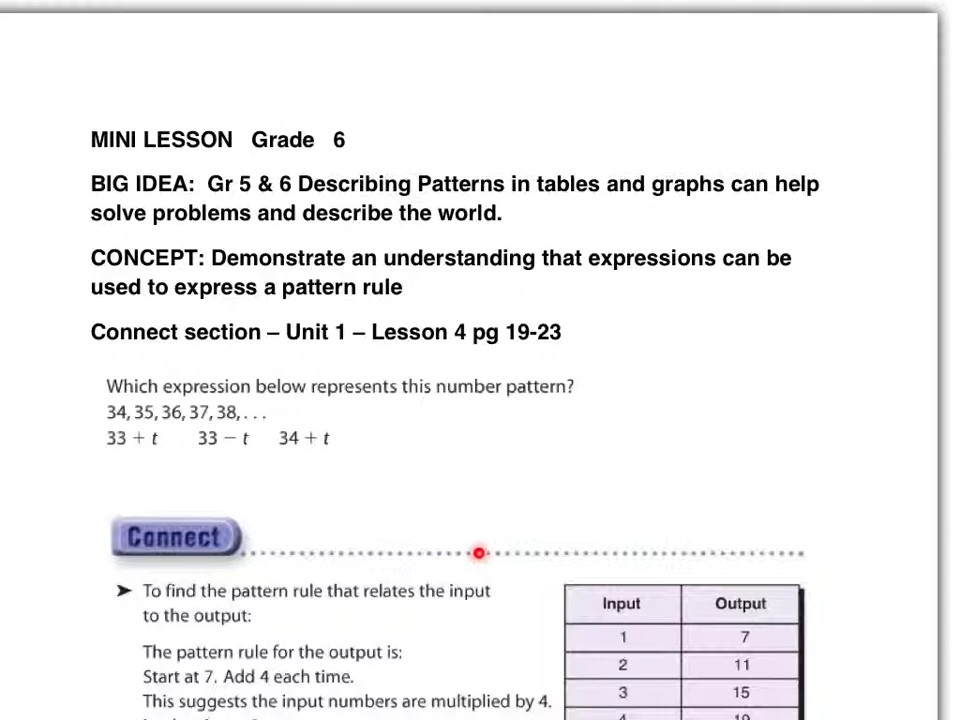 MINI LESSON Grade 6
BIG IDEA: Gr 5 & 6 Describing Patterns in tables and graphs can help
solve problems and describe the world.
CONCEPT: Demonstrate an understanding that expressions can be
used to express a pattern rule
Connect section – Unit 1 – Lesson 4 pg 19-23
Which expression below represents this number pattern?
34, 35, 36, 37, 38, . . .
33 + t 33 − t 34 + t
Connect
➤ To find the pattern rule that relates the input
to the output:
The pattern rule for the output is:
Start at 7. Add 4 each time.
This suggests the input numbers are multiplied by 4.
Input Output
1 7
2 11
3 15